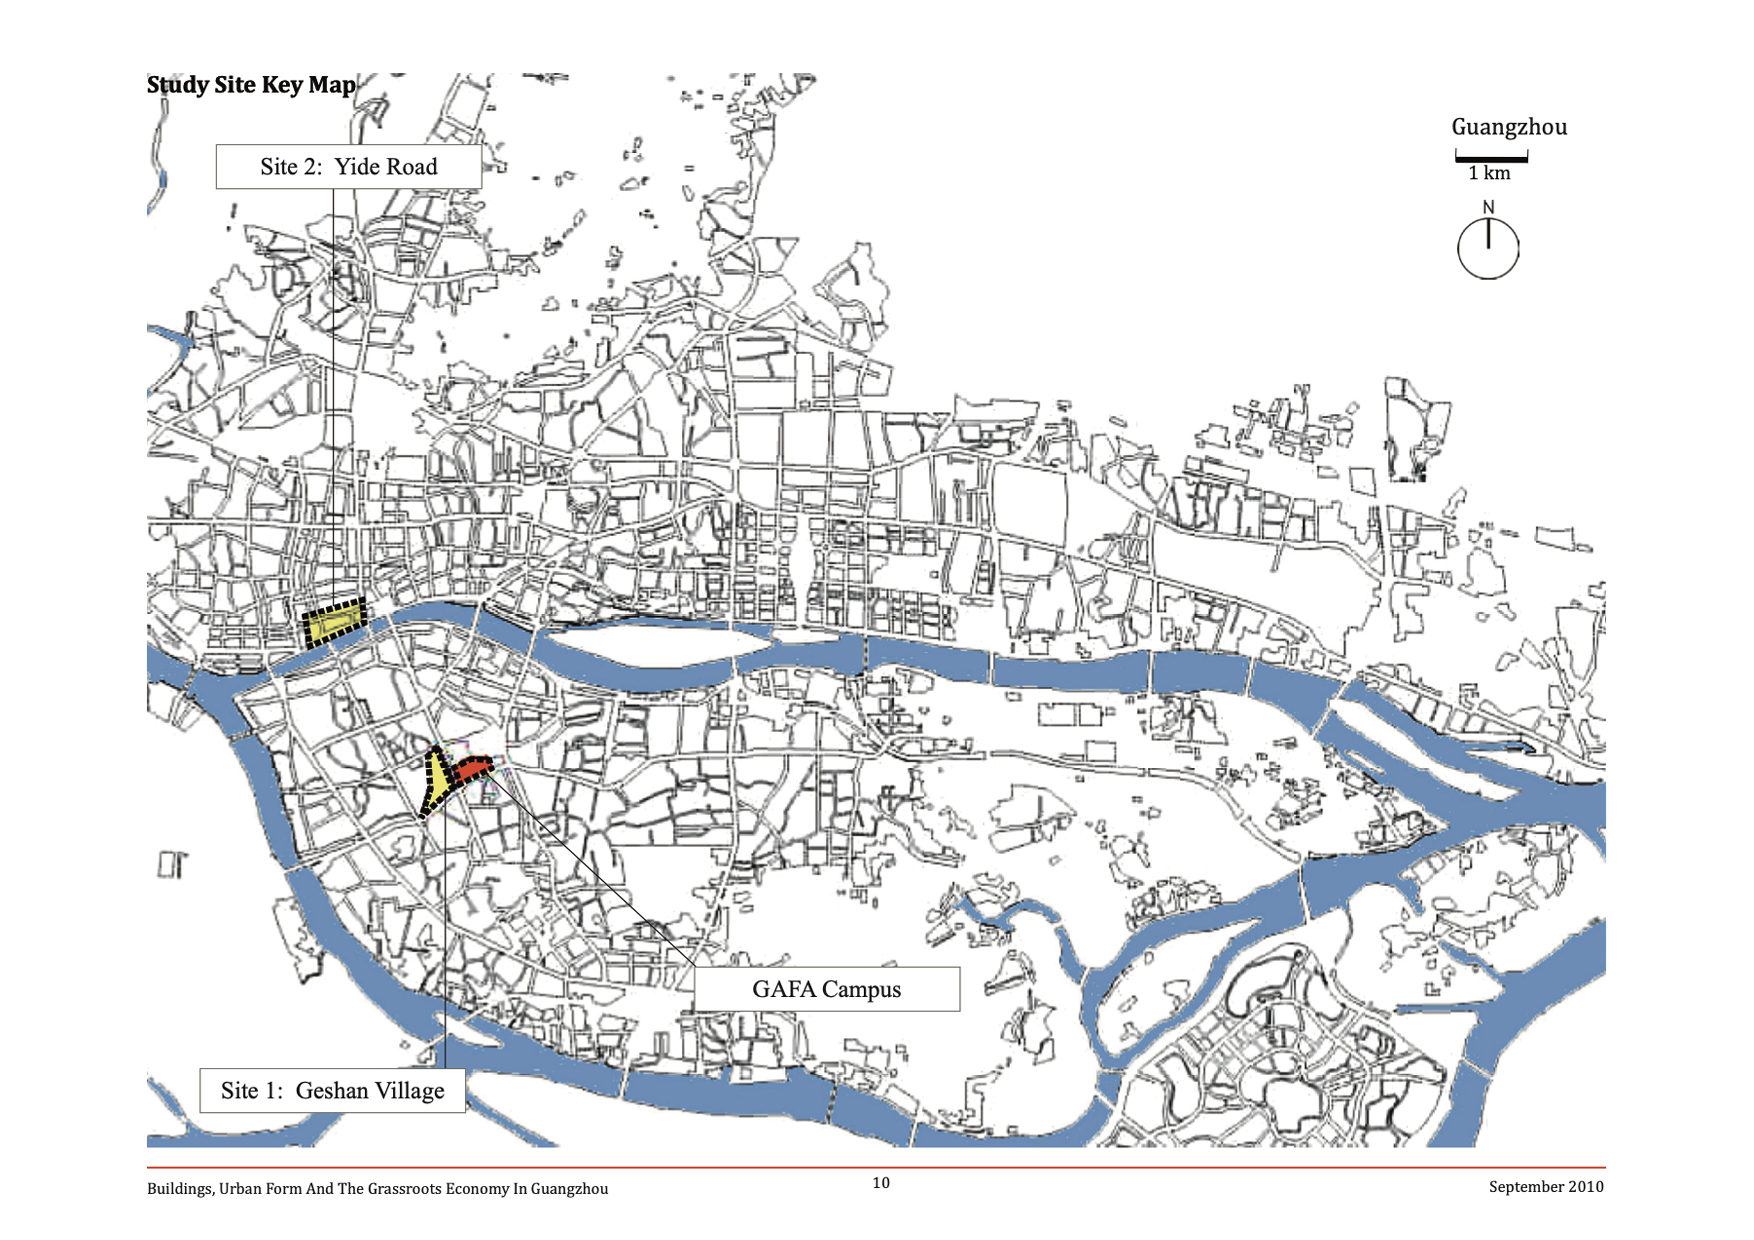 Study Site Key Map
Guangzhou
1 km
N
Site 2: Yide Road
GAFA Campus
Site 1: Geshan Village
Buildings, Urban Form And The Grassroots Economy In Guangzhou
10
September 2010